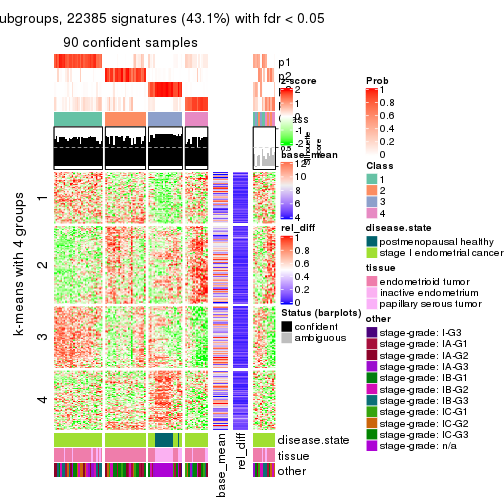 ubgroups, 22385 signatures (43.1%) with fdr < 0.05
90 confident samples
p1
p2
z-score
2
1
0
-1
-2
base_mean
12
10
8
6
4
rel_diff
1
0.8
0.6
0.4
0.2
0
Status (barplots)
confident
ambiguous
Prob
1
0.8
0.6
0.4
0.2
0
Class
1
2
3
4
disease.state
postmenopausal healthy
stage I endometrial cancer
tissue
endometrioid tumor
inactive endometrium
papillary serous tumor
other
stage-grade: I-G3
stage-grade: IA-G1
stage-grade: IA-G2
stage-grade: IA-G3
stage-grade: IB-G1
stage-grade: IB-G2
stage-grade: IB-G3
stage-grade: IC-G1
stage-grade: IC-G2
stage-grade: IC-G3
stage-grade: n/a
k-means with 4 groups
1
2
3
4
disease.state
tissue
other
base_mean
rel_diff